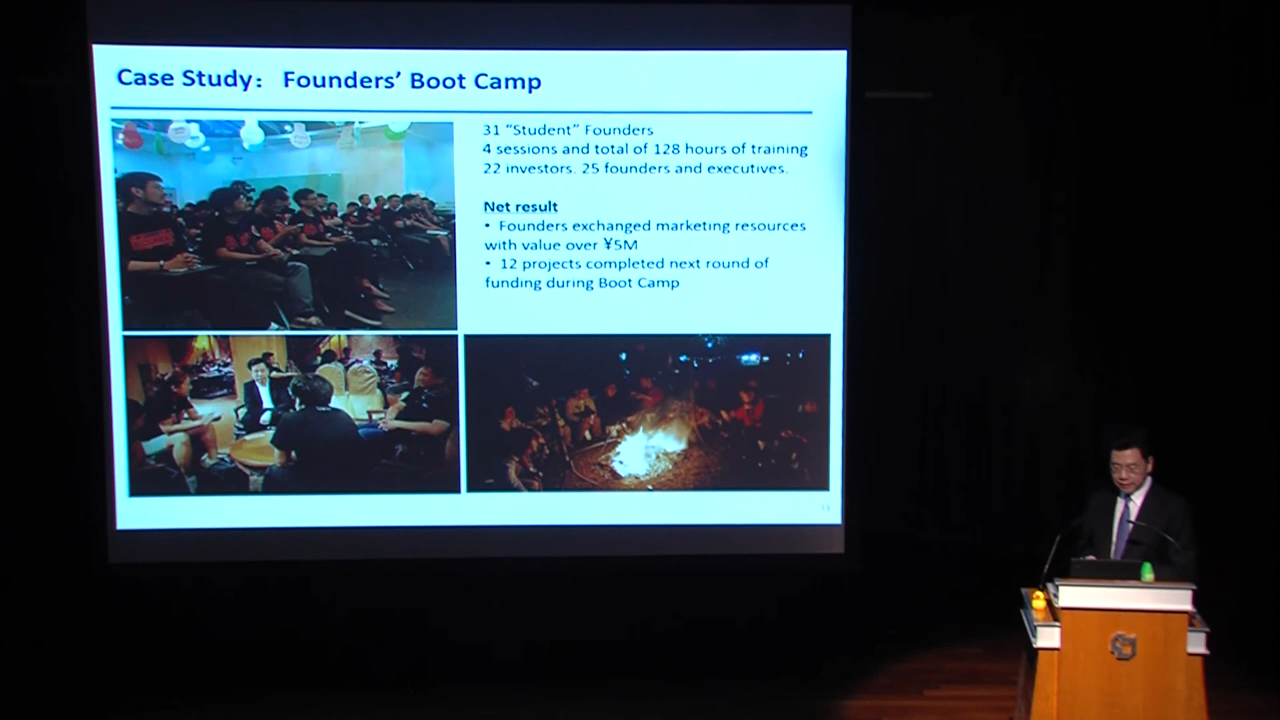 Case Study: Founders’ Boot Camp
31 “Student” Founders
4 sessions and total of 128 hours of training
22 investors. 25 founders and executives.
Net result
• Founders exchanged marketing resources
with value over ¥5M
• 12 projects completed next round of
funding during Boot Camp